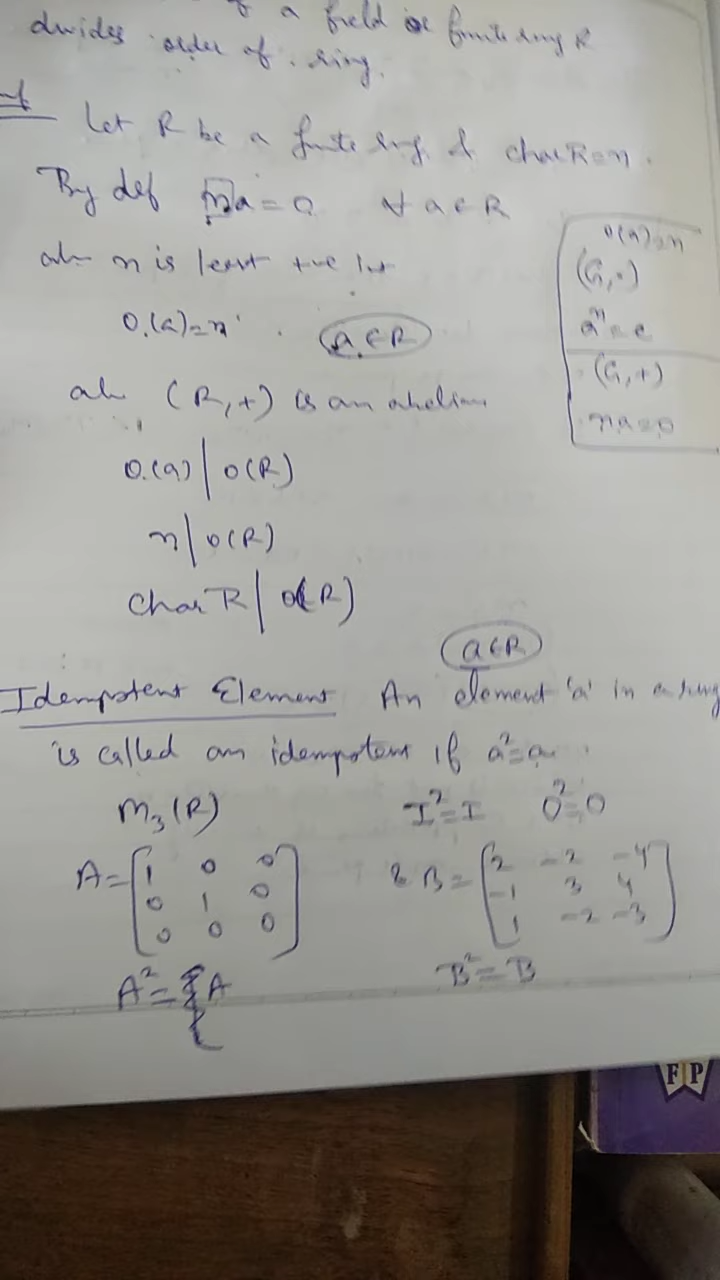 of a field or finite ring R
divides order of ring.
Let R be a finite ring & char R = n.
By def na = 0 ∀ a ∈ R
also n is least +ve Int
O(a) = n a ∈ R
also (R, +) is an abelian
O(a) | O(R)
n | O(R)
Char R | O(R)
O(a) = n
(G, ·)
aⁿ = e
(G, +)
na = 0
a ∈ R
Idempotent Element An element 'a' in a ring
is called an idempotent if a² = a.
M₃(R) I² = I O² = O
A = [1 0 0 & B = [2 -2 -4
0 1 0 -1 3 4
0 0 0] 1 -2 -3]
A² = A B² = B
FP